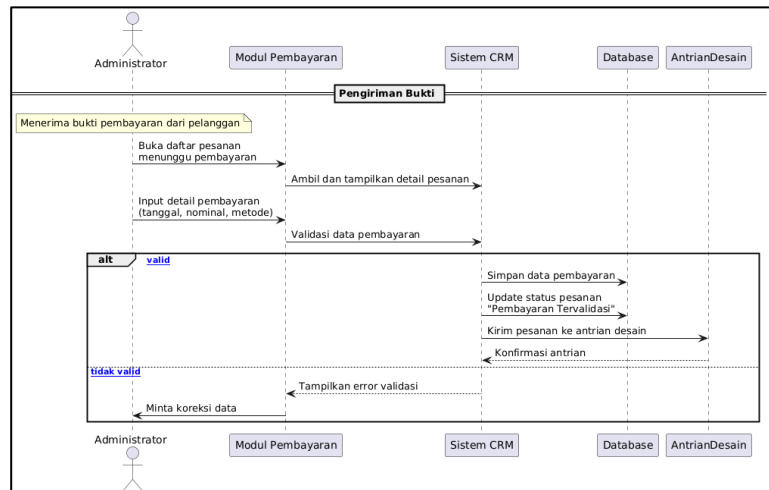 Administrator
Modul Pembayaran
Sistem CRM
Database
AntrianDesain
Pengiriman Bukti
Menerima bukti pembayaran dari pelanggan
Buka daftar pesanan
menunggu pembayaran
Ambil dan tampilkan detail pesanan
Input detail pembayaran
(tanggal, nominal, metode)
Validasi data pembayaran
alt
valid
Simpan data pembayaran
Update status pesanan
"Pembayaran Tervalidasi"
Kirim pesanan ke antrian desain
Konfirmasi antrian
tidak valid
Tampilkan error validasi
Minta koreksi data
Administrator
Modul Pembayaran
Sistem CRM
Database
AntrianDesain